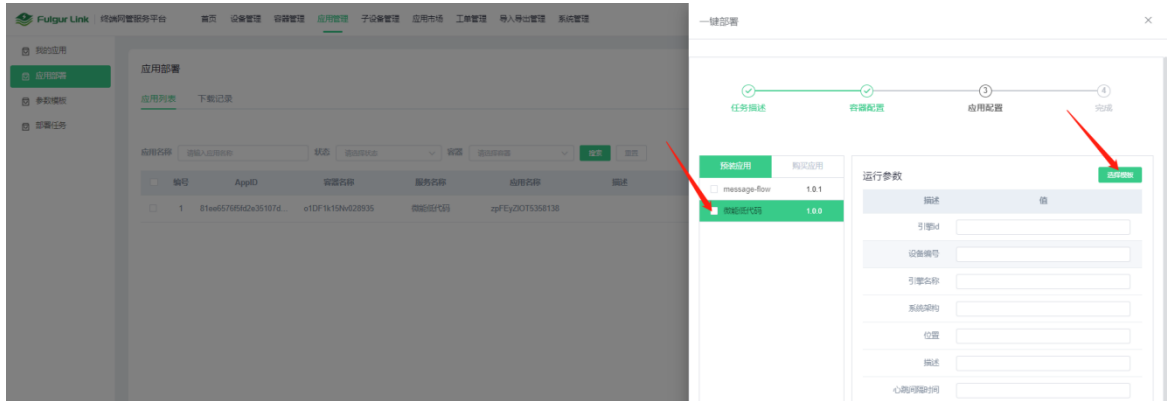 Fulgur Link 终端网管服务平台 首页 设备管理 容器管理 应用管理 子设备管理 应用市场 工单管理 导入导出管理 系统管理
我的应用
应用部署
参数模板
部署任务
应用部署
应用列表 下载记录
应用名称 请输入应用名称 状态 请选择状态 容器 请选择容器 搜索 重置
编号 AppID 容器名称 服务名称 应用名称 描述
1 微能低代码
一键部署 ×
任务描述 容器配置 3 应用配置 4 完成
预装应用 购买应用
message-flow 1.0.1
微能低代码 1.0.0
运行参数 选择模板
描述 值
引擎id
设备编号
引擎名称
系统架构
位置
描述
心跳间隔时间